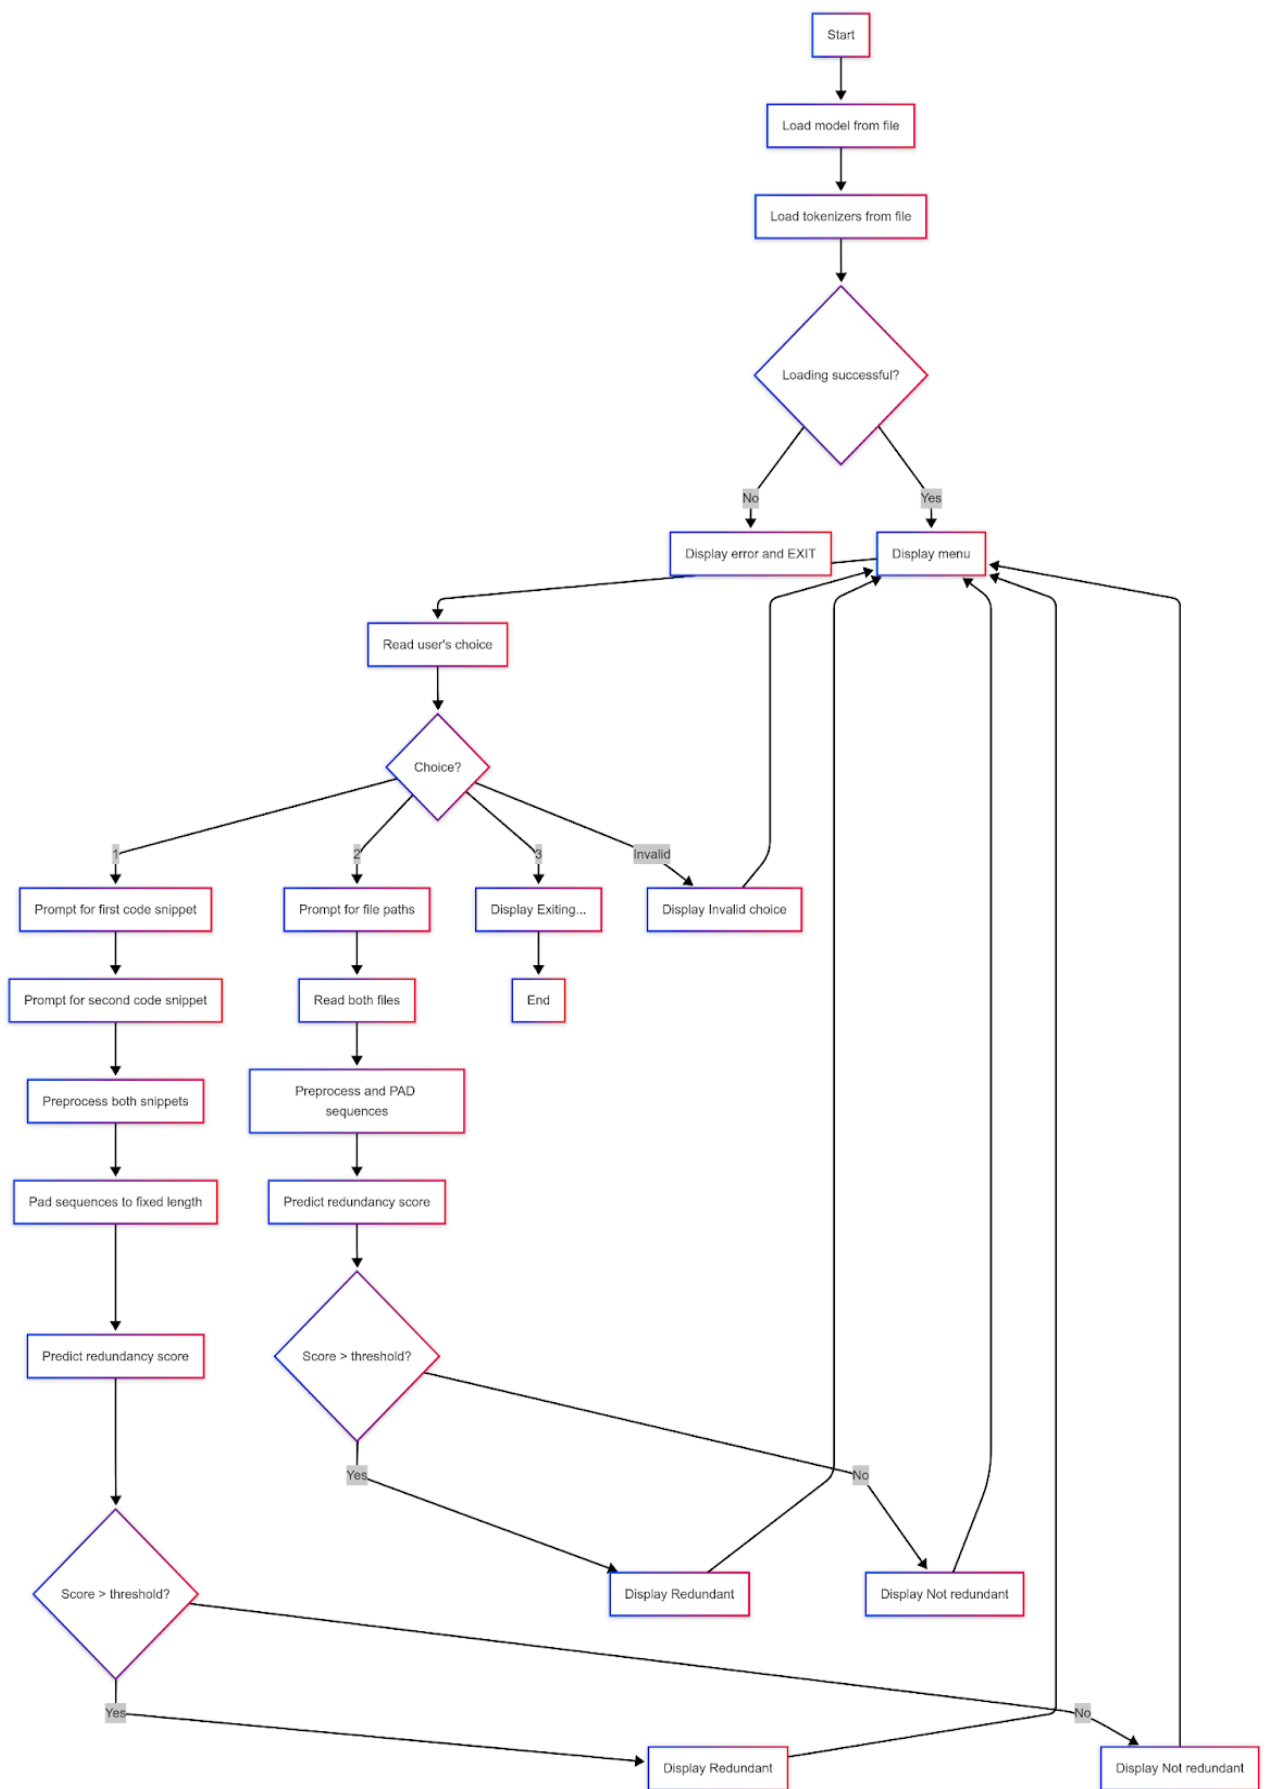 Start
Load model from file
Load tokenizers from file
Loading successful?
No
Yes
Display error and EXIT
Display menu
Read user's choice
Choice?
1
2
3
Invalid
Prompt for first code snippet
Prompt for file paths
Display Exiting...
Display Invalid choice
Prompt for second code snippet
Read both files
End
Preprocess both snippets
Preprocess and PAD
sequences
Pad sequences to fixed length
Predict redundancy score
Predict redundancy score
Score > threshold?
Yes
No
Score > threshold?
Display Redundant
Display Not redundant
Yes
No
Display Redundant
Display Not redundant